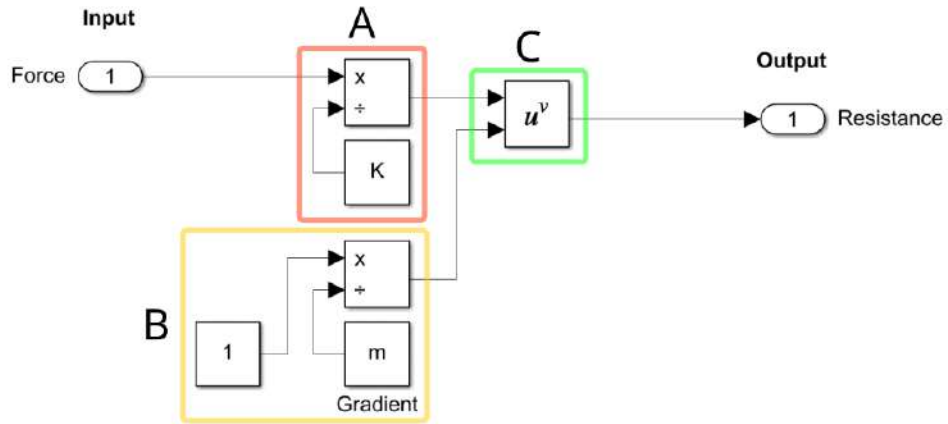 Input
A
C
Output
Force
1
x
÷
K
u^v
1
Resistance
B
x
÷
1
m
Gradient